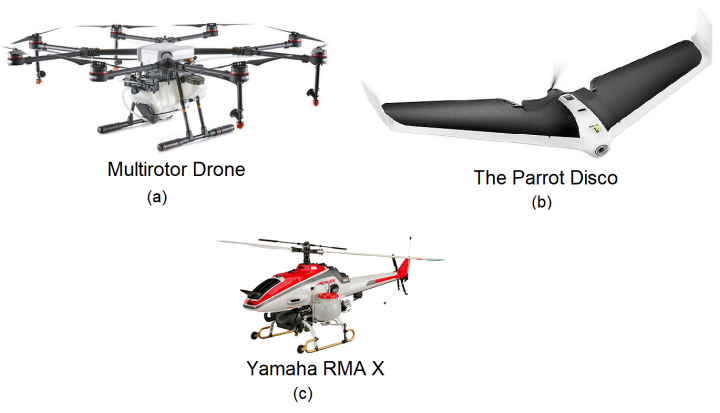 Multirotor Drone
(a)
The Parrot Disco
(b)
Yamaha RMA X
(c)